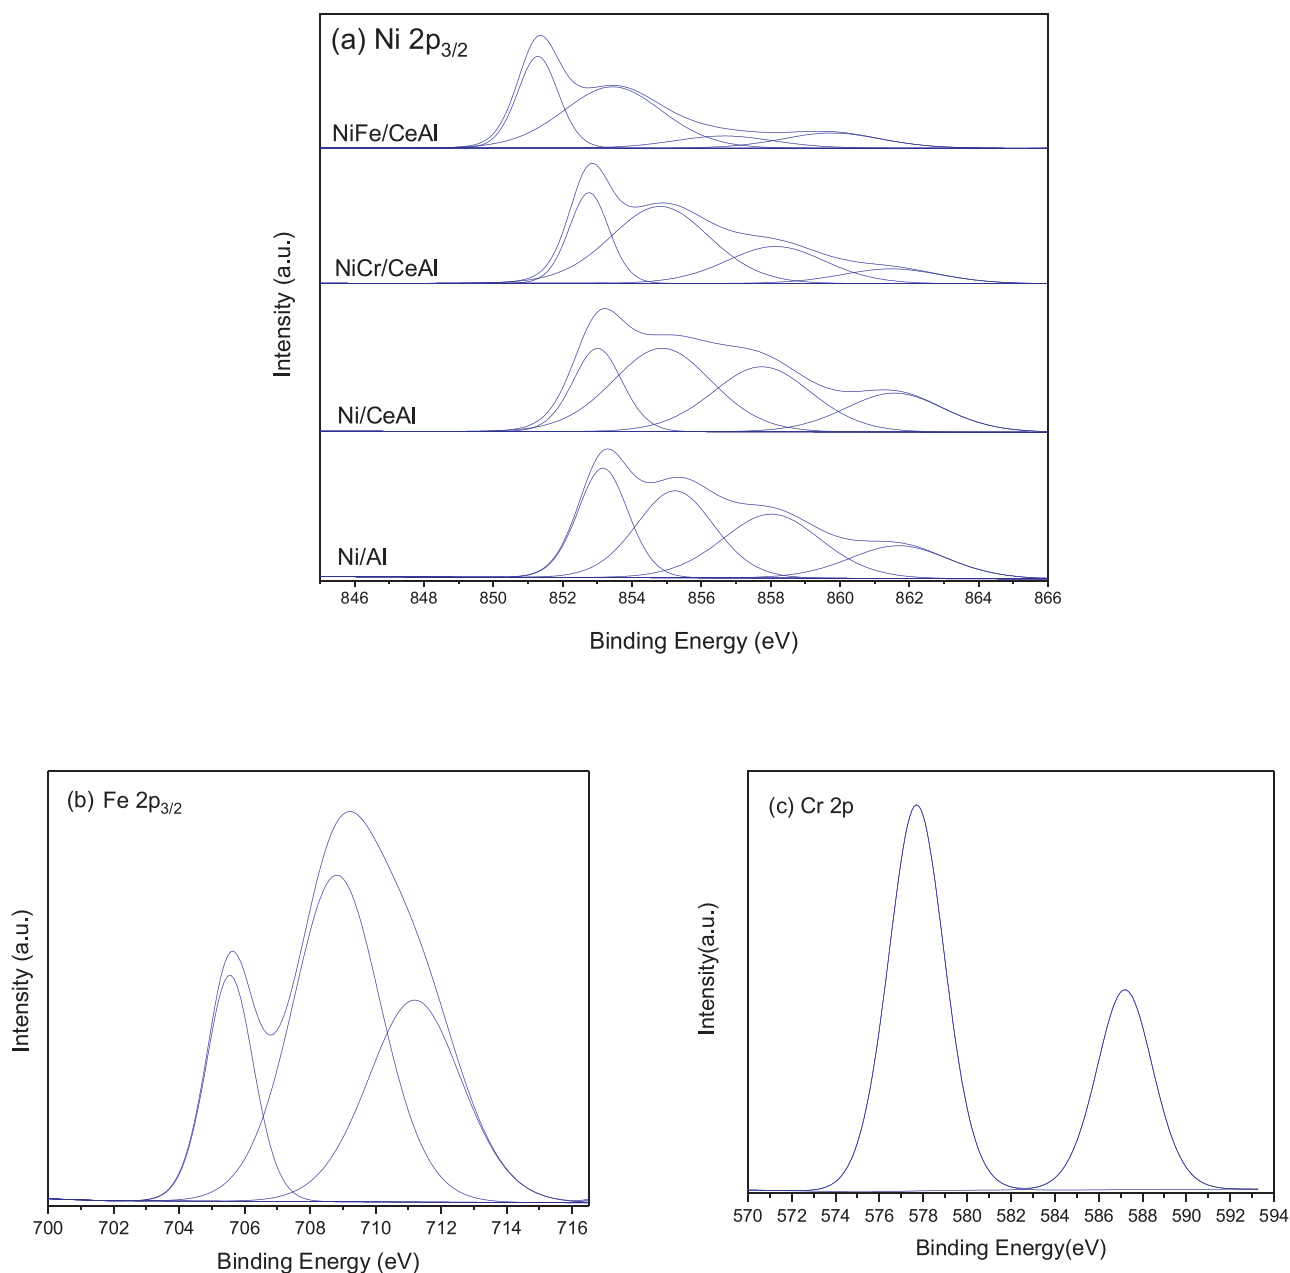 (a) Ni 2p3/2
NiFe/CeAl
NiCr/CeAl
Ni/CeAl
Ni/Al
Intensity (a.u.)
846 848 850 852 854 856 858 860 862 864 866
Binding Energy (eV)
(b) Fe 2p3/2
Intensity (a.u.)
700 702 704 706 708 710 712 714 716
Binding Energy (eV)
(c) Cr 2p
Intensity(a.u.)
570 572 574 576 578 580 582 584 586 588 590 592 594
Binding Energy(eV)